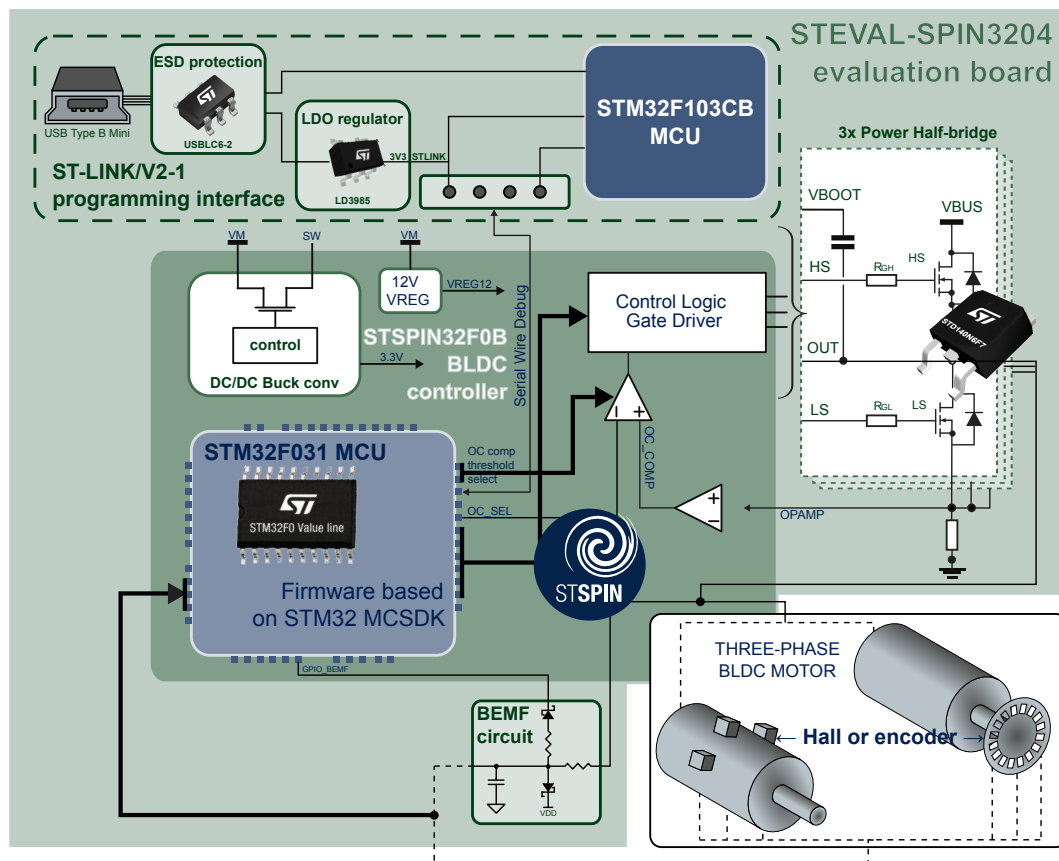 STEVAL-SPIN3204
evaluation board
ESD protection
ST
USBLC6-2
USB Type B Mini
LDO regulator
ST
LD3985
3V3_STLINK
STM32F103CB
MCU
ST-LINK/V2-1
programming interface
3x Power Half-bridge
VBOOT
VBUS
HS
RGH
HS
ST
STD140N6F7
OUT
LS
RGL
LS
VM
SW
control
DC/DC Buck conv
3.3V
VM
12V
VREG
VREG12
STSPIN32F0B
BLDC
controller
Serial Wire Debug
Control Logic
Gate Driver
OC_COMP
OPAMP
STM32F031 MCU
ST
STM32F0 Value line
Firmware based
on STM32 MCSDK
OC comp
threshold
select
OC_SEL
STSPIN
GPIO_BEMF
BEMF
circuit
VDD
THREE-PHASE
BLDC MOTOR
← Hall or encoder →